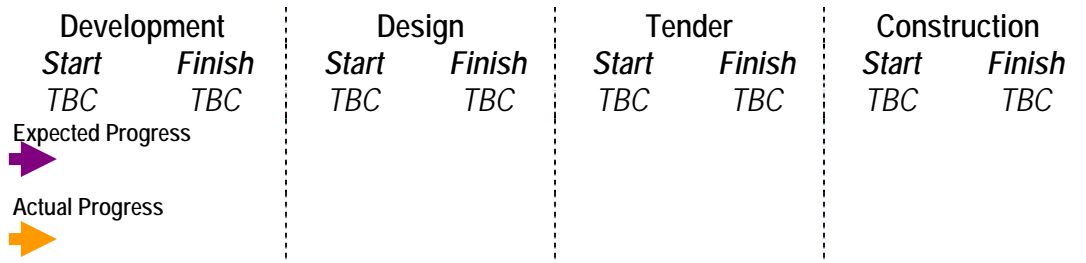 Development Design Tender Construction
Start Finish Start Finish Start Finish Start Finish
TBC TBC TBC TBC TBC TBC TBC TBC
Expected Progress
Actual Progress